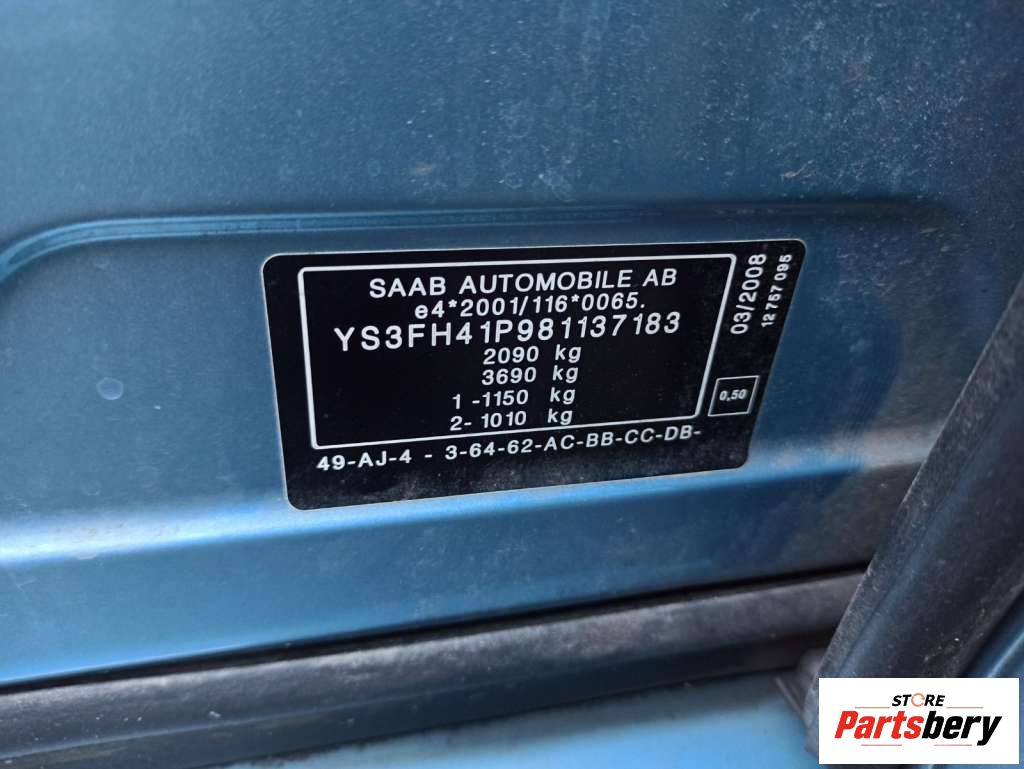 SAAB AUTOMOBILE AB
e4*2001/116*0065.
YS3FH41P981137183
2090 kg
3690 kg
1 -1150 kg
2- 1010 kg
49-AJ-4 - 3-64-62-AC-BB-CC-DB-
03/2008
12 757 095
0,50
STORE
Partsbery